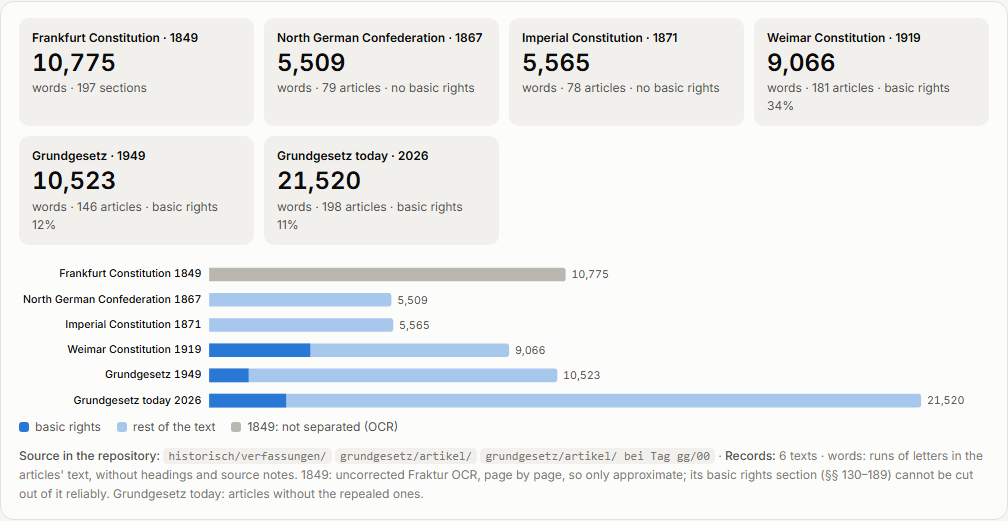 Frankfurt Constitution · 1849
10,775
words · 197 sections
North German Confederation · 1867
5,509
words · 79 articles · no basic rights
Imperial Constitution · 1871
5,565
words · 78 articles · no basic rights
Weimar Constitution · 1919
9,066
words · 181 articles · basic rights
34%
Grundgesetz · 1949
10,523
words · 146 articles · basic rights
12%
Grundgesetz today · 2026
21,520
words · 198 articles · basic rights
11%
Frankfurt Constitution 1849 10,775
North German Confederation 1867 5,509
Imperial Constitution 1871 5,565
Weimar Constitution 1919 9,066
Grundgesetz 1949 10,523
Grundgesetz today 2026 21,520
basic rights rest of the text 1849: not separated (OCR)
Source in the repository: historisch/verfassungen/ grundgesetz/artikel/ grundgesetz/artikel/ bei Tag gg/00 · Records: 6 texts · words: runs of letters in the
articles' text, without headings and source notes. 1849: uncorrected Fraktur OCR, page by page, so only approximate; its basic rights section (§§ 130–189) cannot be cut
out of it reliably. Grundgesetz today: articles without the repealed ones.